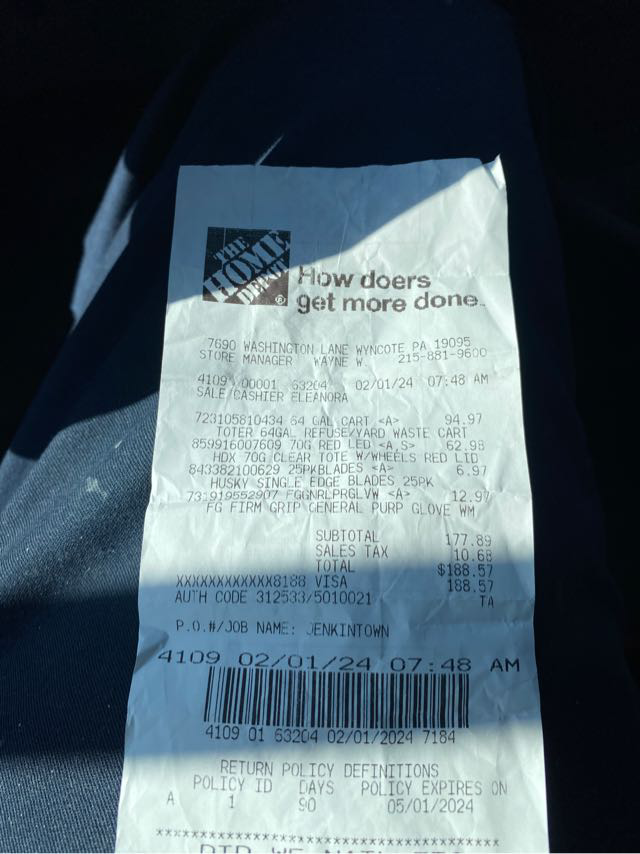 THE
HOME
DEPOT
®
How doers
get more done.
7690 WASHINGTON LANE WYNCOTE PA 19095
STORE MANAGER WAYNE W. 215-881-9600
4109 00001 63204 02/01/24 07:48 AM
SALE CASHIER ELEANORA
723105810434 64 GAL CART <A> 94.97
TOTER 64GAL REFUSE/YARD WASTE CART
859916007609 70G RED LED <A,S> 62.98
HDX 70G CLEAR TOTE W/WHEELS RED LID
843382100629 25PKBLADES <A> 6.97
HUSKY SINGLE EDGE BLADES 25PK
731919552907 FGGNRLPRGLVW <A> 12.97
FG FIRM GRIP GENERAL PURP GLOVE WM
SUBTOTAL 177.89
SALES TAX 10.68
TOTAL $188.57
XXXXXXXXXXXX8188 VISA 188.57
AUTH CODE 312533/5010021 TA
P.O.#/JOB NAME: JENKINTOWN
4109 02/01/24 07:48 AM
4109 01 63204 02/01/2024 7184
RETURN POLICY DEFINITIONS
POLICY ID DAYS POLICY EXPIRES ON
A 1 90 05/01/2024
DID WE NAIL IT?